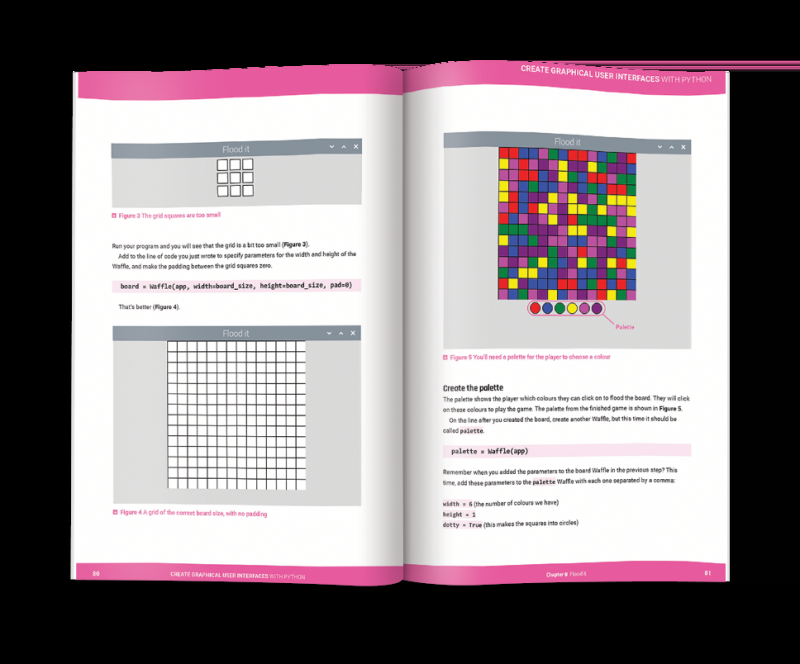 Flood it
Figure 3 The grid squares are too small
Run your program and you will see that the grid is a bit too small (Figure 3).
Add to the line of code you just wrote to specify parameters for the width and height of the
Waffle, and make the padding between the grid squares zero.
board = Waffle(app, width=board_size, height=board_size, pad=0)
That's better (Figure 4).
Flood it
Figure 4 A grid of the correct board size, with no padding
80
CREATE GRAPHICAL USER INTERFACES WITH PYTHON
CREATE GRAPHICAL USER INTERFACES WITH PYTHON
Flood it
Palette
Figure 5 You'll need a palette for the player to choose a colour
Create the palette
The palette shows the player which colours they can click on to flood the board. They will click
on these colours to play the game. The palette from the finished game is shown in Figure 5.
On the line after you created the board, create another Waffle, but this time it should be
called palette.
palette = Waffle(app)
Remember when you added the parameters to the board Waffle in the previous step? This
time, add these parameters to the palette Waffle with each one separated by a comma:
width = 6 (the number of colours we have)
height = 1
dotty = True (this makes the squares into circles)
Flood it
81